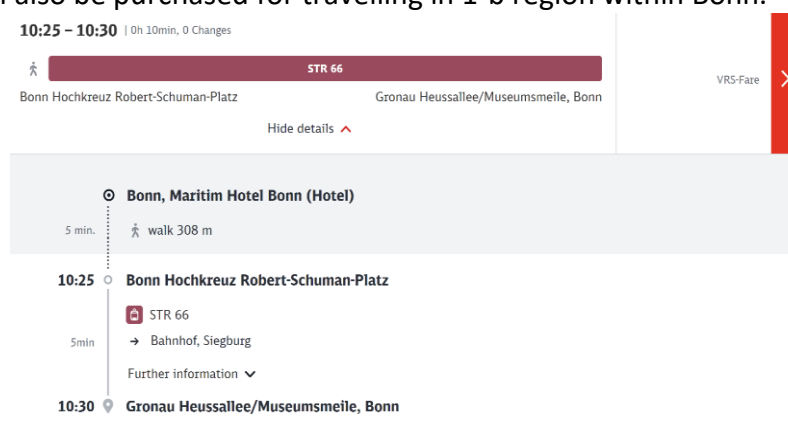 also be purchased for travelling in 1-b region within Bonn.
10:25 – 10:30 | 0h 10min, 0 Changes
STR 66
VRS-Fare
Bonn Hochkreuz Robert-Schuman-Platz
Gronau Heussallee/Museumsmeile, Bonn
Hide details
Bonn, Maritim Hotel Bonn (Hotel)
5 min.
walk 308 m
10:25
Bonn Hochkreuz Robert-Schuman-Platz
STR 66
5min
→ Bahnhof, Siegburg
Further information
10:30
Gronau Heussallee/Museumsmeile, Bonn